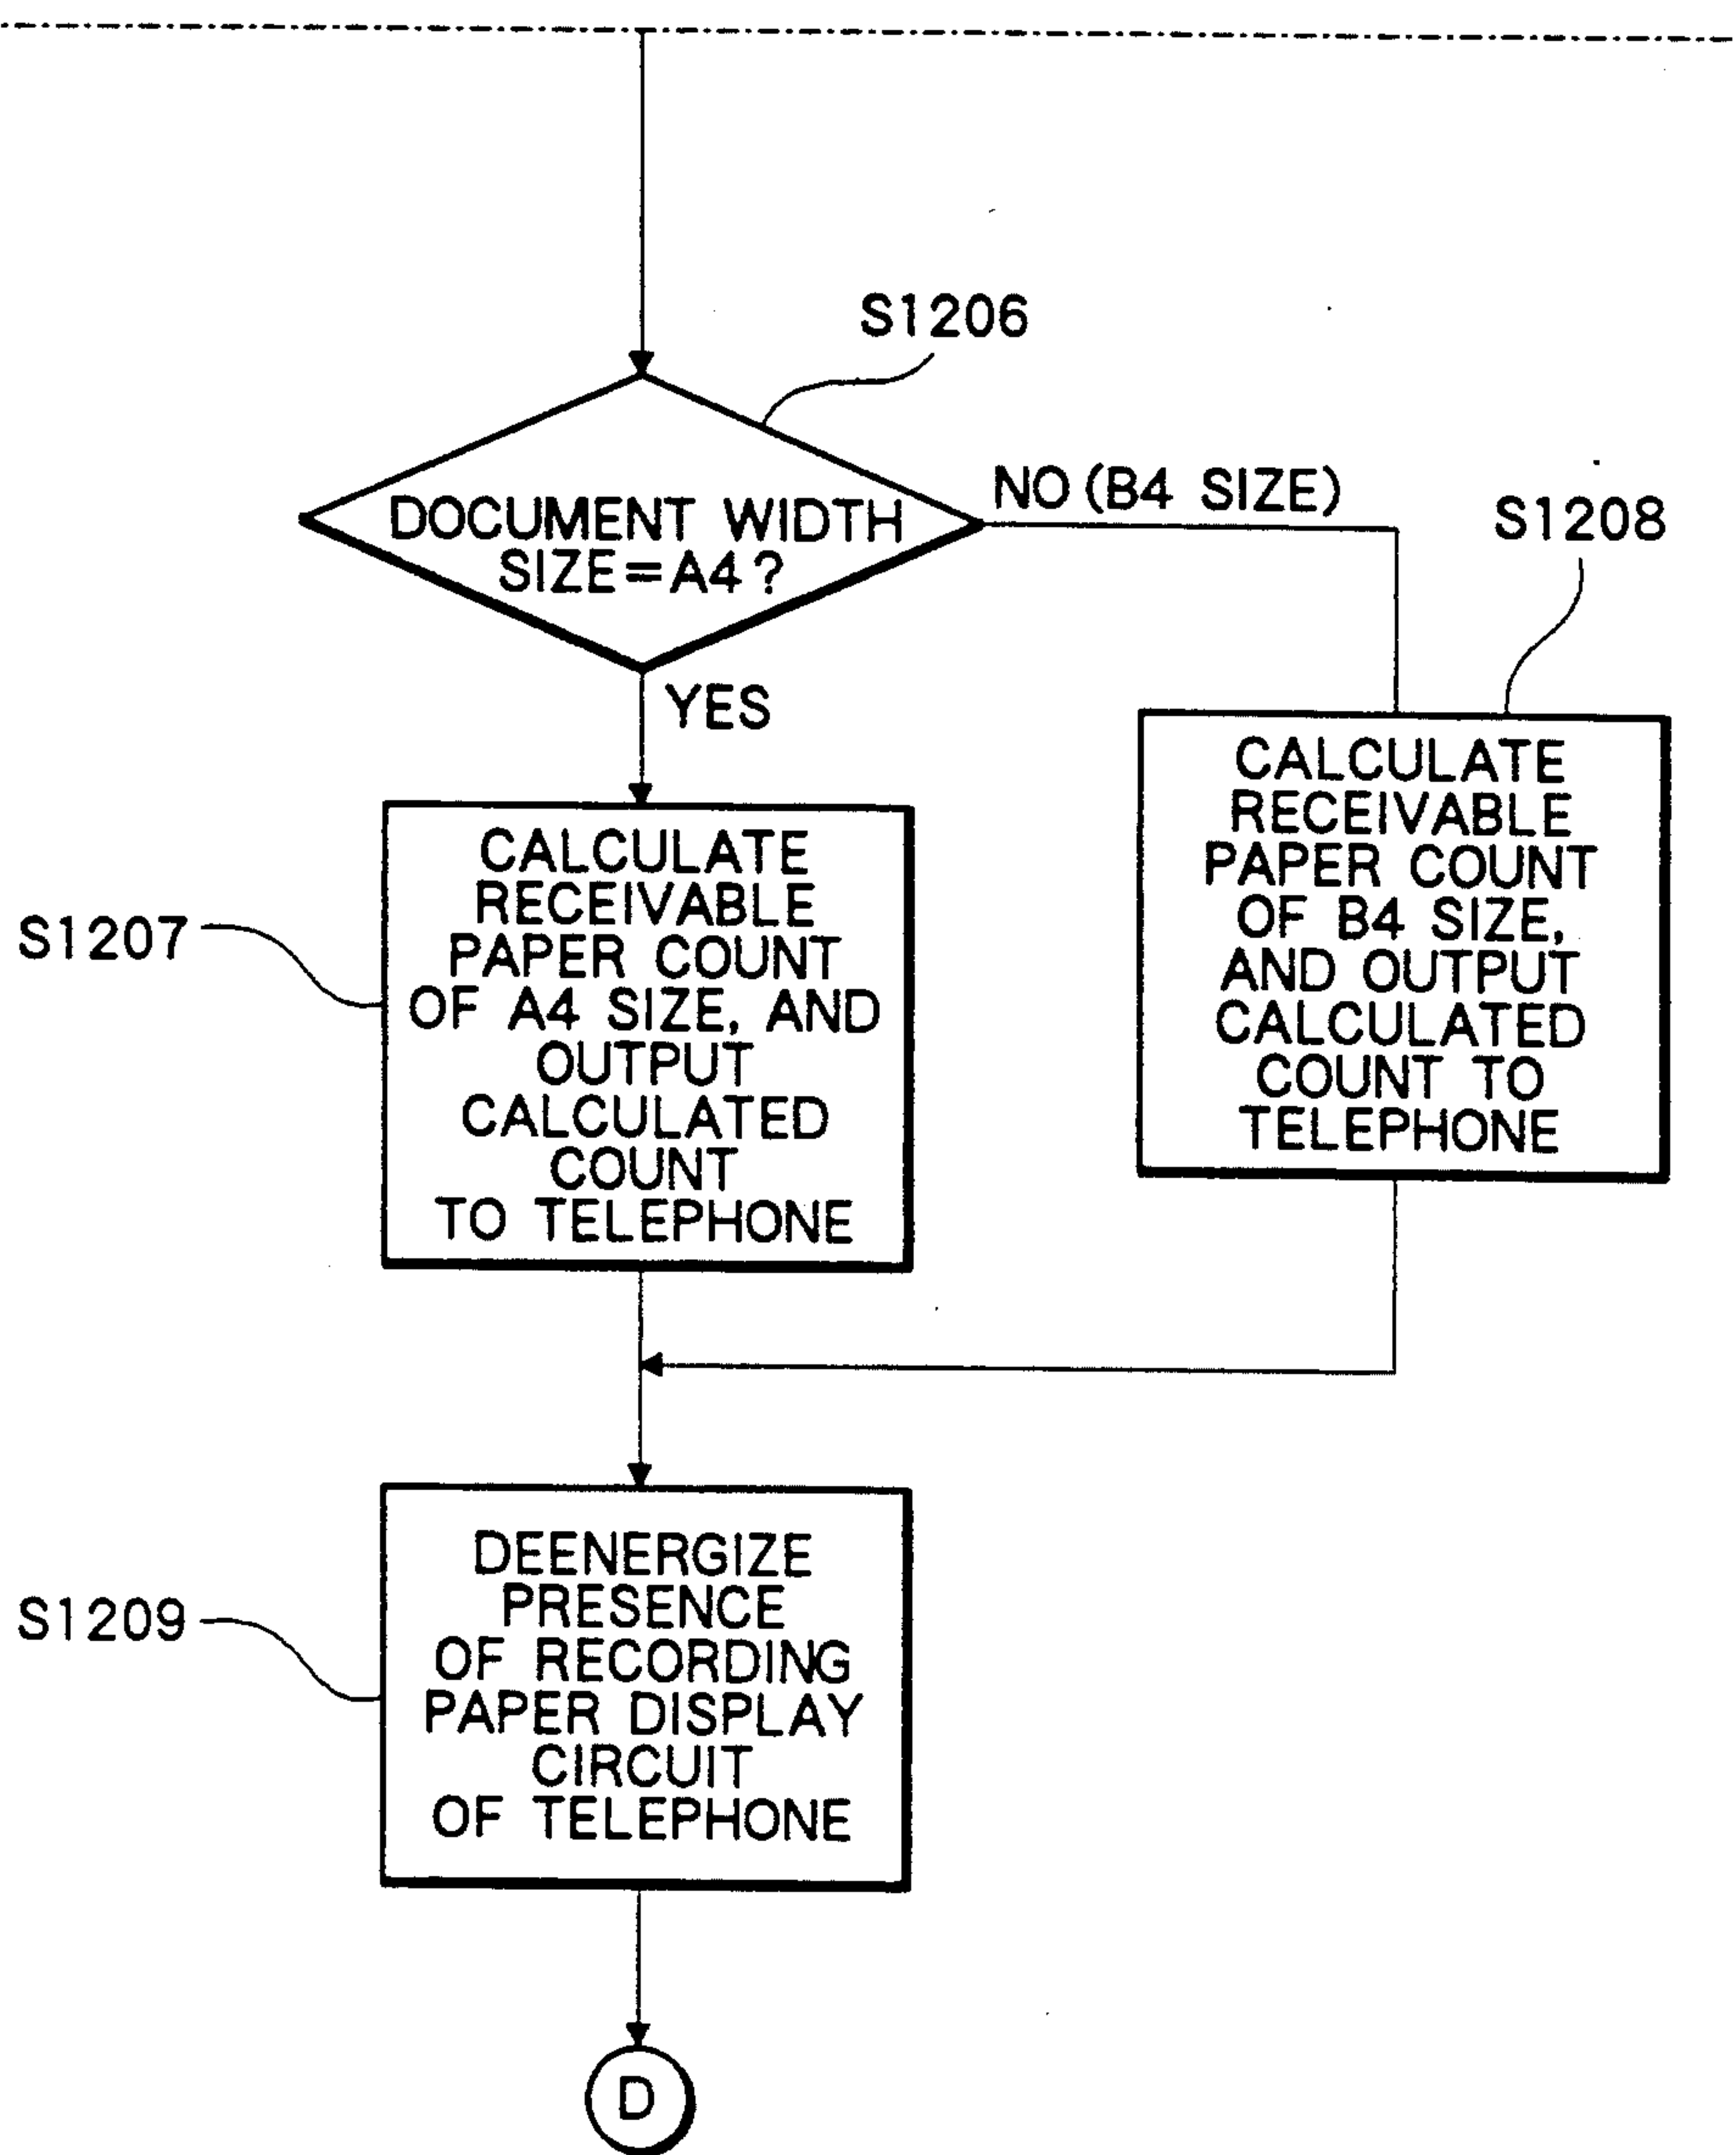 S1206
DOCUMENT WIDTH
SIZE=A4?
NO (B4 SIZE)
YES
S1208
CALCULATE
RECEIVABLE
PAPER COUNT
OF B4 SIZE,
AND OUTPUT
CALCULATED
COUNT TO
TELEPHONE
S1207
CALCULATE
RECEIVABLE
PAPER COUNT
OF A4 SIZE, AND
OUTPUT
CALCULATED
COUNT
TO TELEPHONE
S1209
DEENERGIZE
PRESENCE
OF RECORDING
PAPER DISPLAY
CIRCUIT
OF TELEPHONE
D